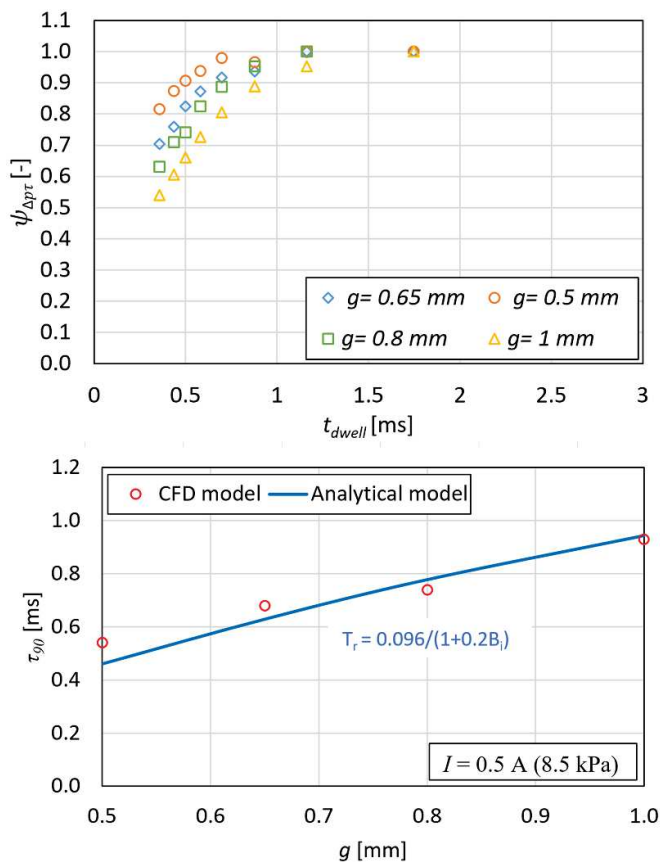 1.1
1.0
0.9
0.8
0.7
0.6
0.5
0.4
0.3
0.2
0.1
0.0
ψΔpτ [-]
g= 0.65 mm
g= 0.5 mm
g= 0.8 mm
g= 1 mm
0 0.5 1 1.5 2 2.5 3
tdwell [ms]
1.2
1.0
0.8
0.6
0.4
0.2
0.0
τ90 [ms]
CFD model Analytical model
Tr = 0.096/(1+0.2Bi)
I = 0.5 A (8.5 kPa)
0.5 0.6 0.7 0.8 0.9 1.0
g [mm]